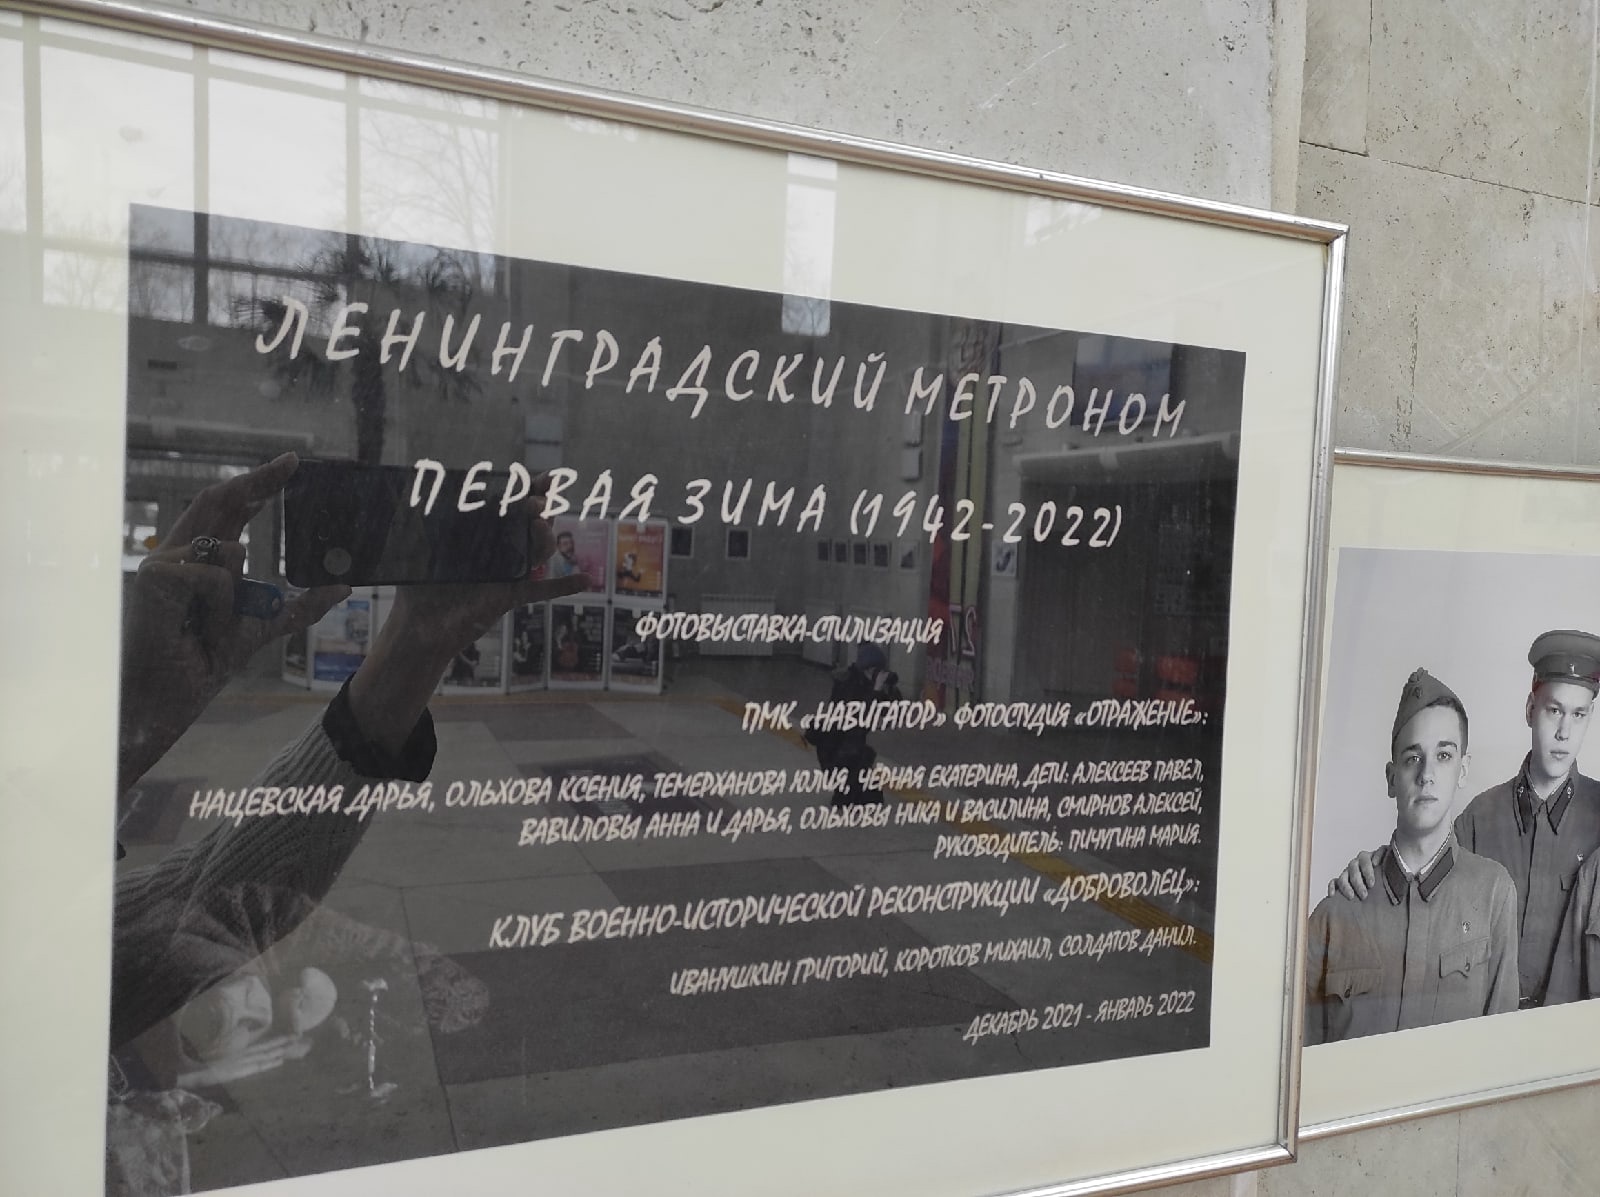 ЛЕНИНГРАДСКИЙ МЕТРОНОМ
ПЕРВАЯ ЗИМА (1942-2022)
ФОТОВЫСТАВКА-СТИЛИЗАЦИЯ
ПМК «НАВИГАТОР» ФОТОСТУДИЯ «ОТРАЖЕНИЕ»:
НАЦЕВСКАЯ ДАРЬЯ, ОЛЬХОВА КСЕНИЯ, ТЕМЕРХАНОВА ЮЛИЯ, ЧЁРНАЯ ЕКАТЕРИНА, ДЕТИ: АЛЕКСЕЕВ ПАВЕЛ,
ВАВИЛОВЫ АННА И ДАРЬЯ, ОЛЬХОВЫ НИКА И ВАСИЛИНА, СМИРНОВ АЛЕКСЕЙ,
РУКОВОДИТЕЛЬ: ПИЧУГИНА МАРИЯ.
КЛУБ ВОЕННО-ИСТОРИЧЕСКОЙ РЕКОНСТРУКЦИИ «ДОБРОВОЛЕЦ»:
ИВАНУШКИН ГРИГОРИЙ, КОРОТКОВ МИХАИЛ, СОЛДАТОВ ДАНИЛ.
ДЕКАБРЬ 2021 - ЯНВАРЬ 2022